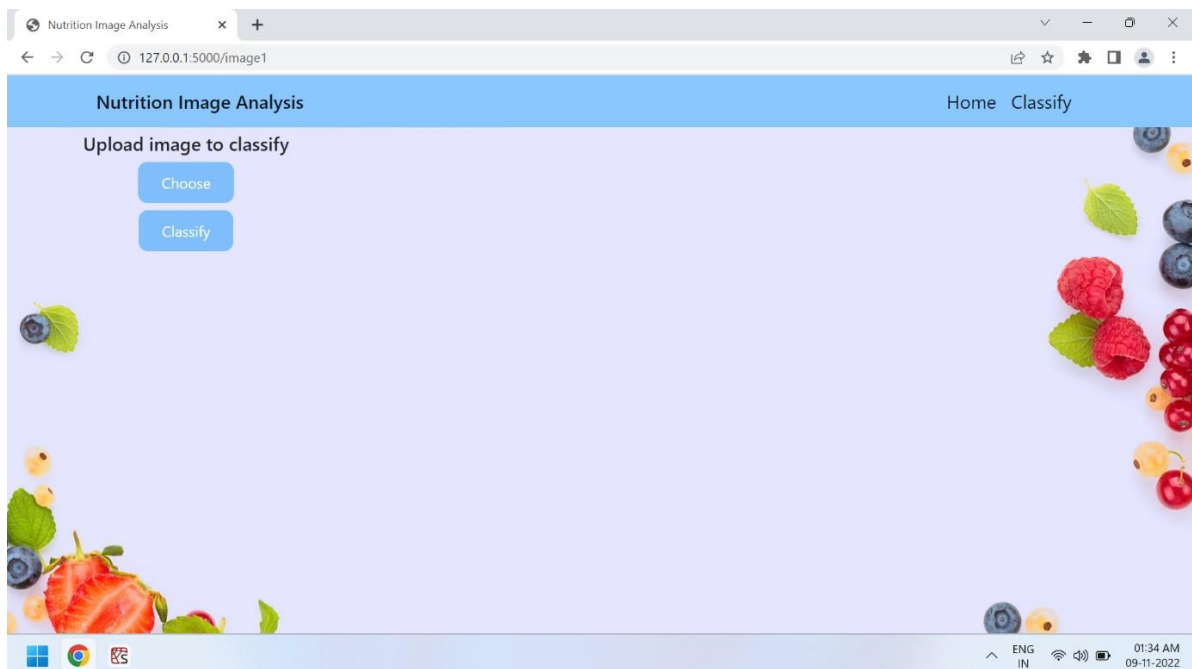 Nutrition Image Analysis
127.0.0.1:5000/image1
Nutrition Image Analysis Home Classify
Upload image to classify
Choose
Classify
ENG 01:34 AM
IN 09-11-2022